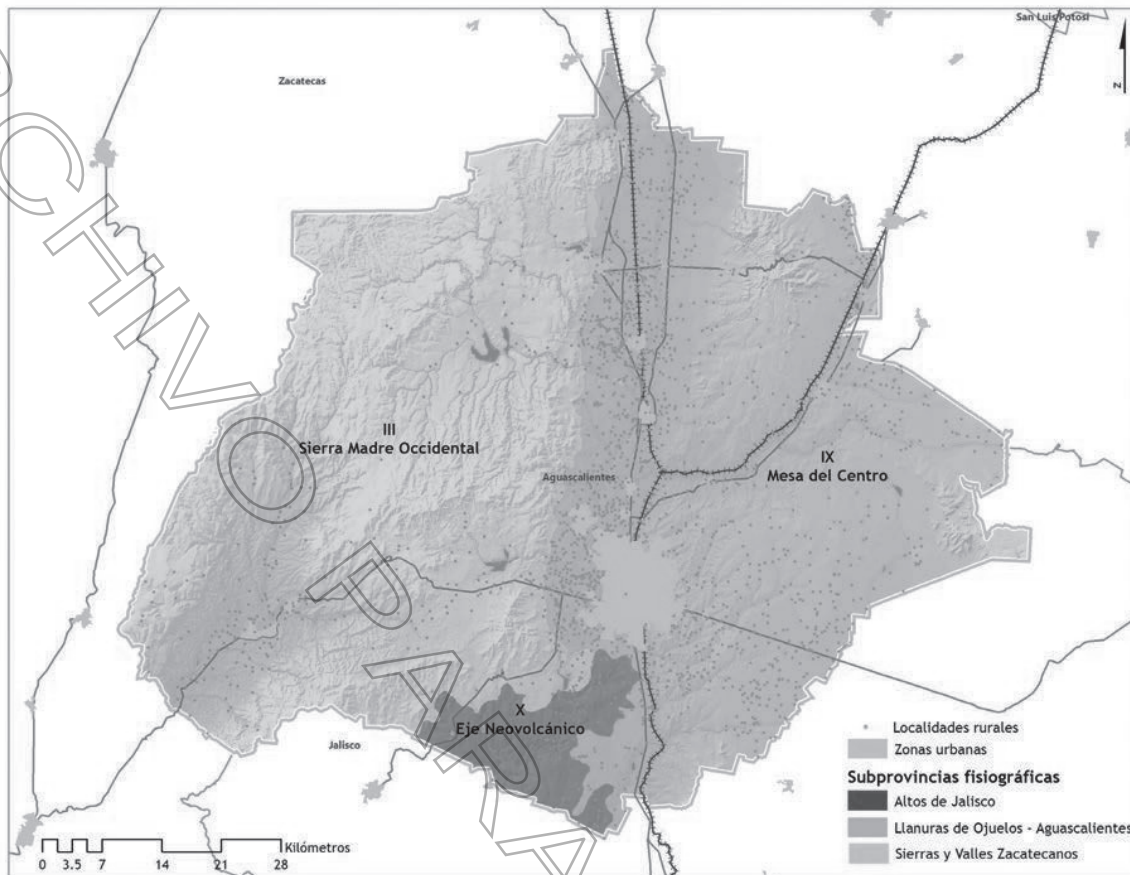 San Luis Potosí
Zacatecas
N
III
Sierra Madre Occidental
IX
Mesa del Centro
Aguascalientes
X
Eje Neovolcánico
Jalisco
Localidades rurales
Zonas urbanas
Subprovincias fisiográficas
Altos de Jalisco
Llanuras de Ojuelos - Aguascalientes
Sierras y Valles Zacatecanos
Kilómetros
0 3.5 7 14 21 28
CHIVO
PARA